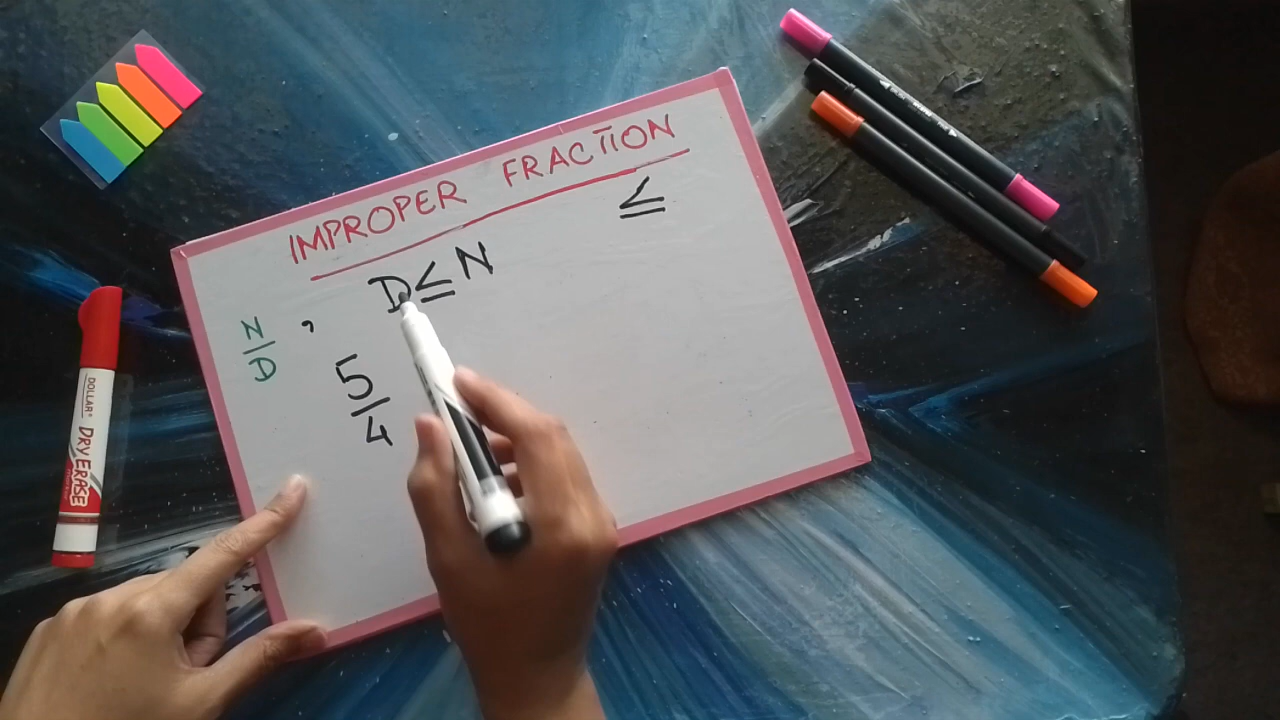 IMPROPER FRACTION
≤
D ≤ N
N/D ,
5/4
DOLLAR
DRY ERASE